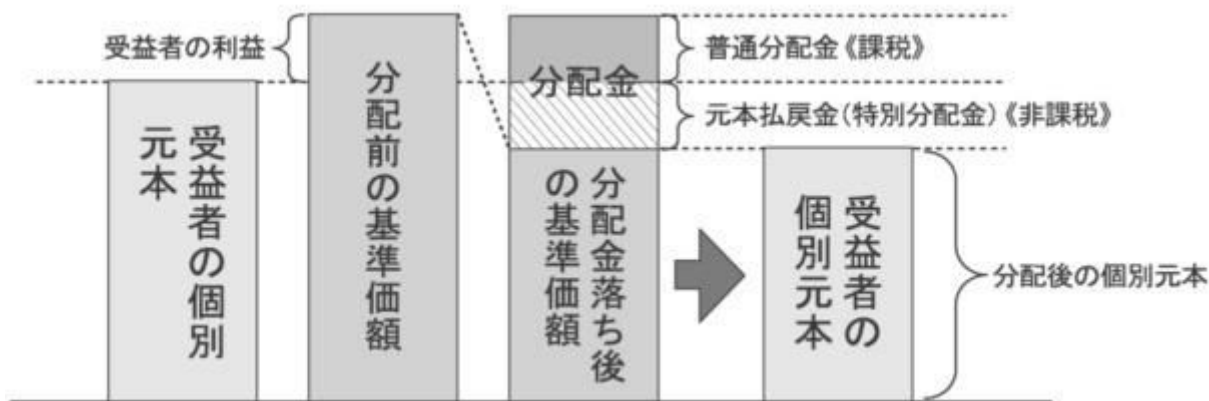 受益者の利益
受益者の個別
元本
分配前の基準価額
分配金
分配金落ち後
の基準価額
普通分配金《課税》
元本払戻金(特別分配金)《非課税》
受益者の
個別元本
分配後の個別元本